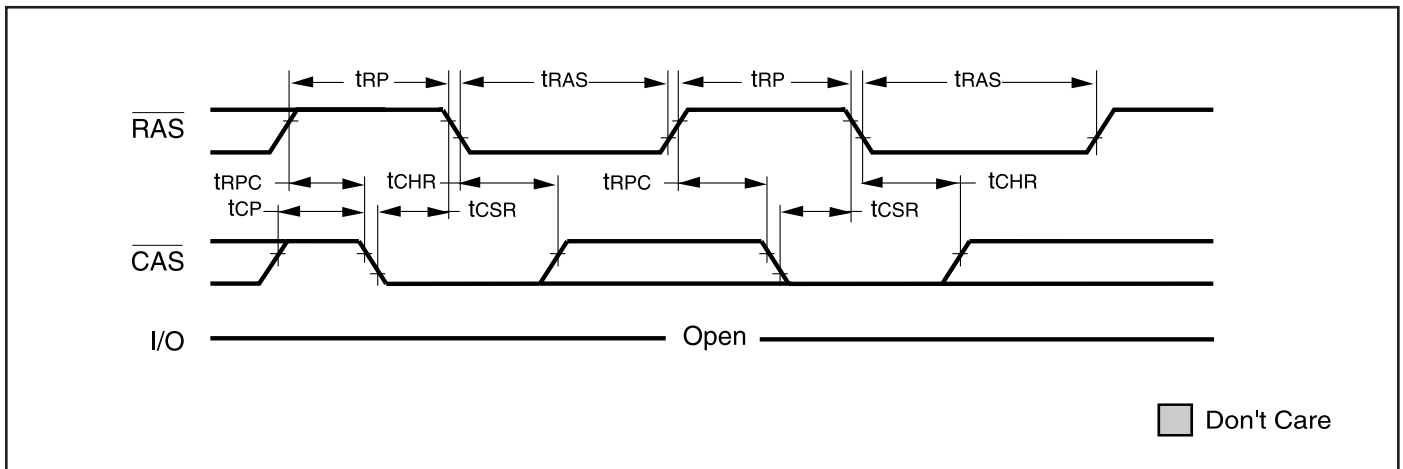 tRP tRAS tRP tRAS
RAS
tRPC tCHR tRPC tCHR
tCP tCSR tCSR
CAS
I/O Open
Don't Care